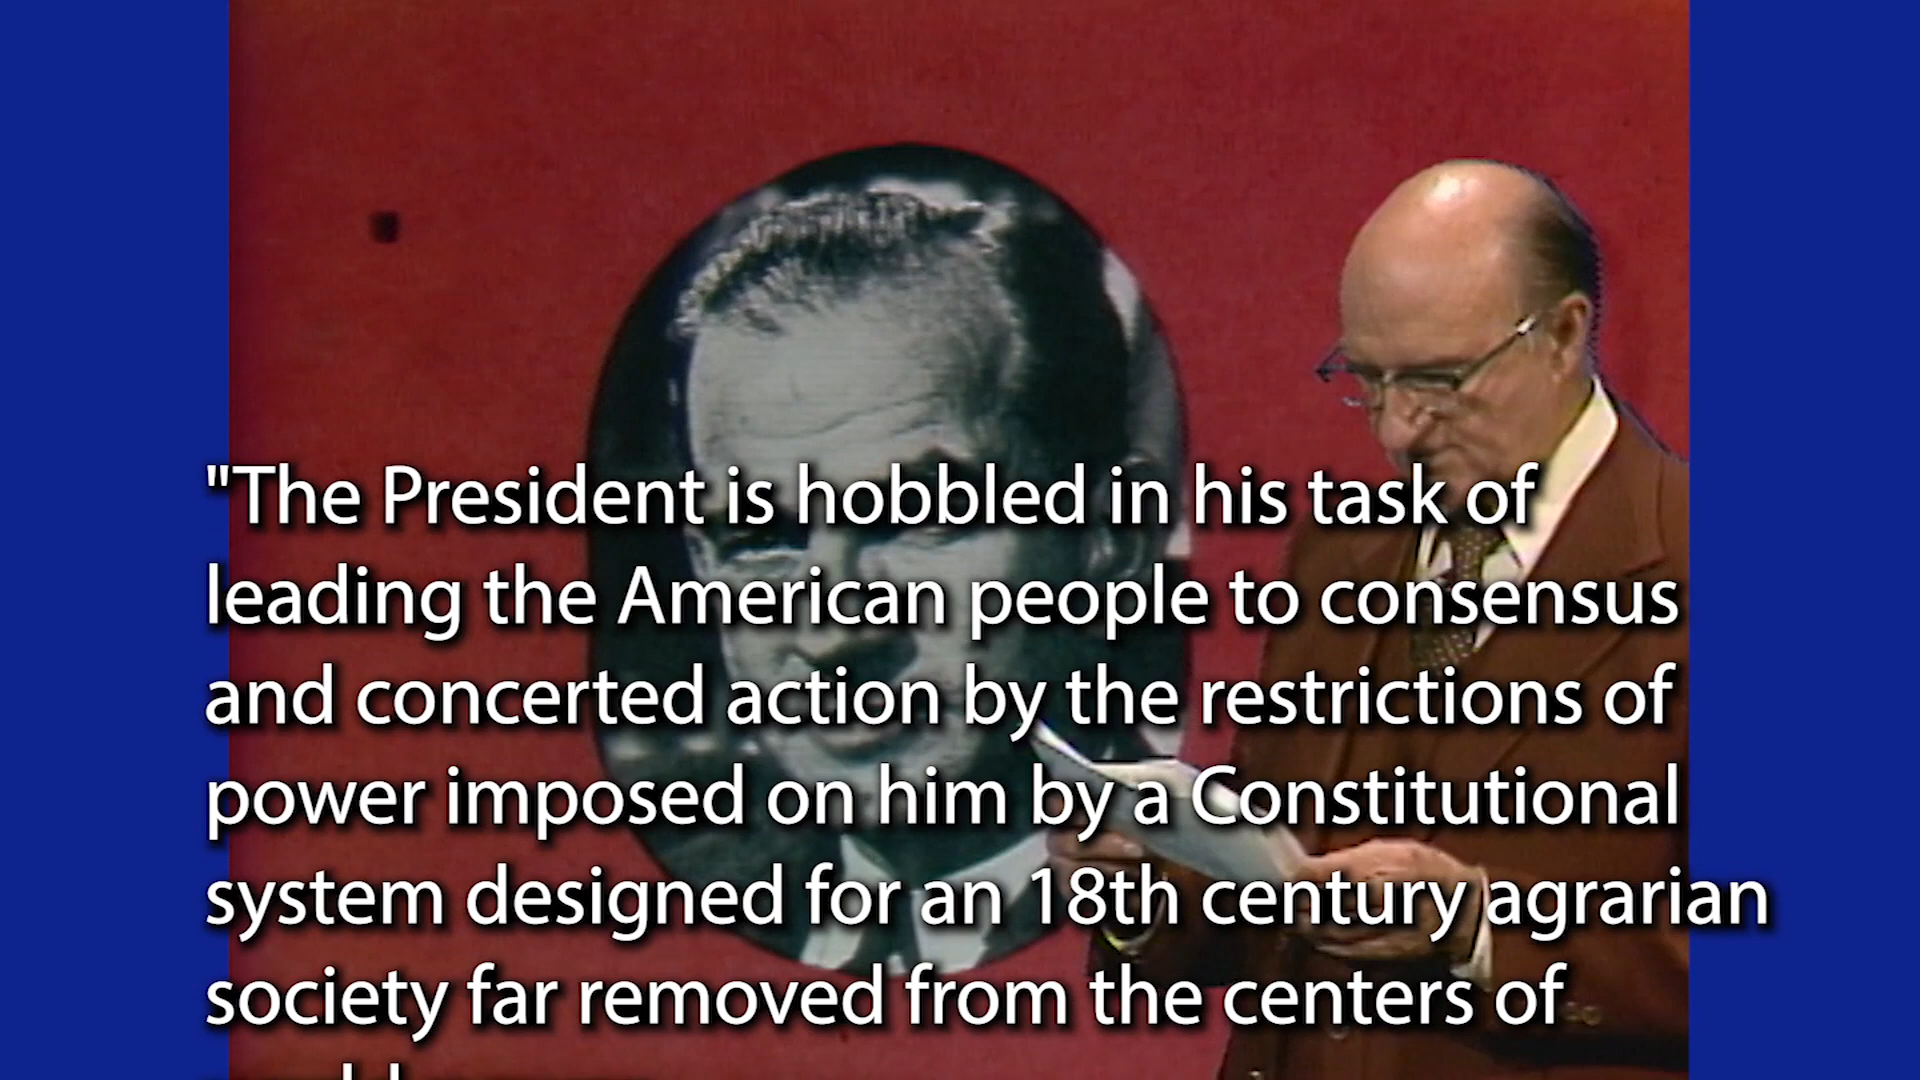 "The President is hobbled in his task of
leading the American people to consensus
and concerted action by the restrictions of
power imposed on him by a Constitutional
system designed for an 18th century agrarian
society far removed from the centers of